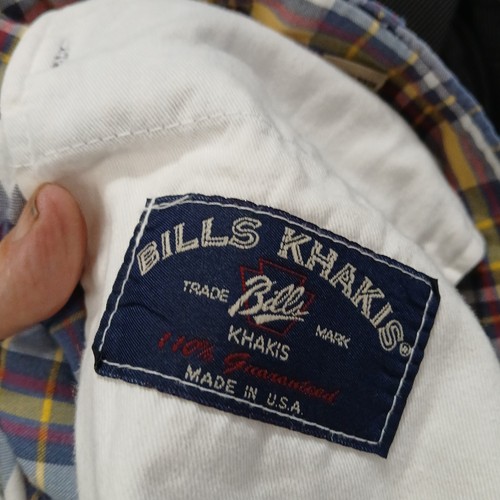 BILLS KHAKIS®
TRADE Bills MARK
KHAKIS
110% Guaranteed
MADE IN U.S.A.